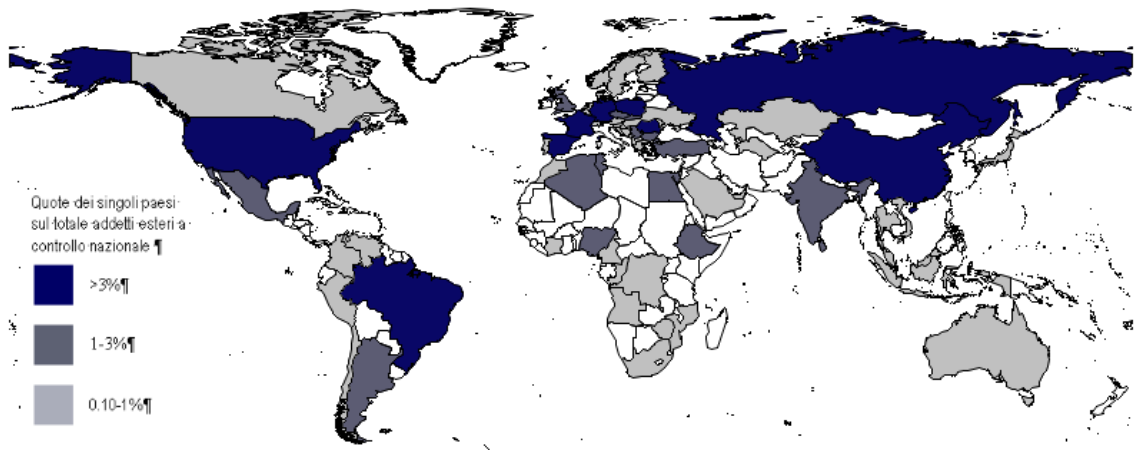 Quote dei singoli paesi·
sul·totale·addetti·esteri·a·
controllo nazionale ¶
>3%¶
1-3%¶
0.10-1%¶